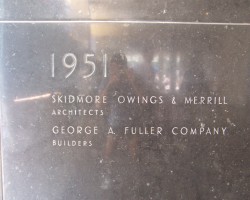 1951
SKIDMORE OWINGS & MERRILL
ARCHITECTS
GEORGE A. FULLER COMPANY
BUILDERS